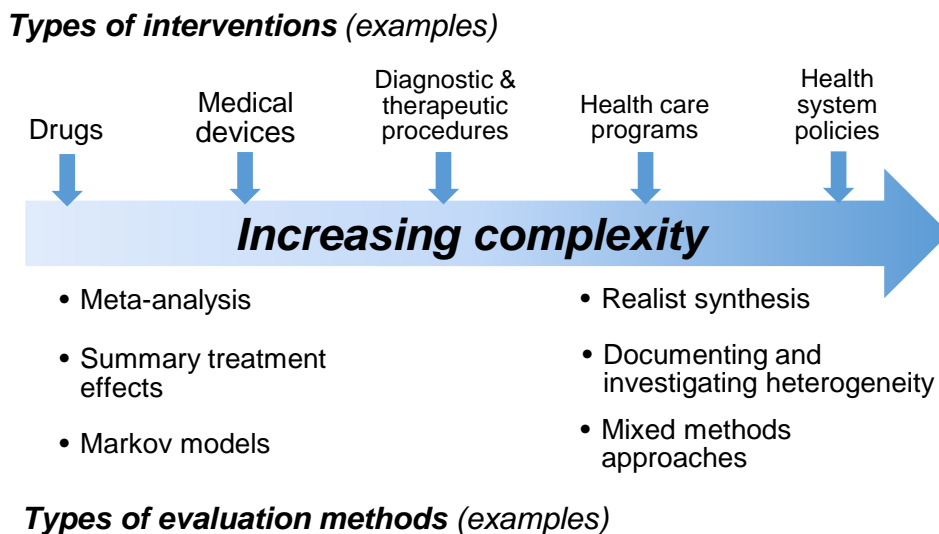 Types of interventions (examples)
Drugs
Medical
devices
Diagnostic &
therapeutic
procedures
Health care
programs
Health
system
policies
Increasing complexity
• Meta-analysis
• Summary treatment
effects
• Markov models
• Realist synthesis
• Documenting and
investigating heterogeneity
• Mixed methods
approaches
Types of evaluation methods (examples)